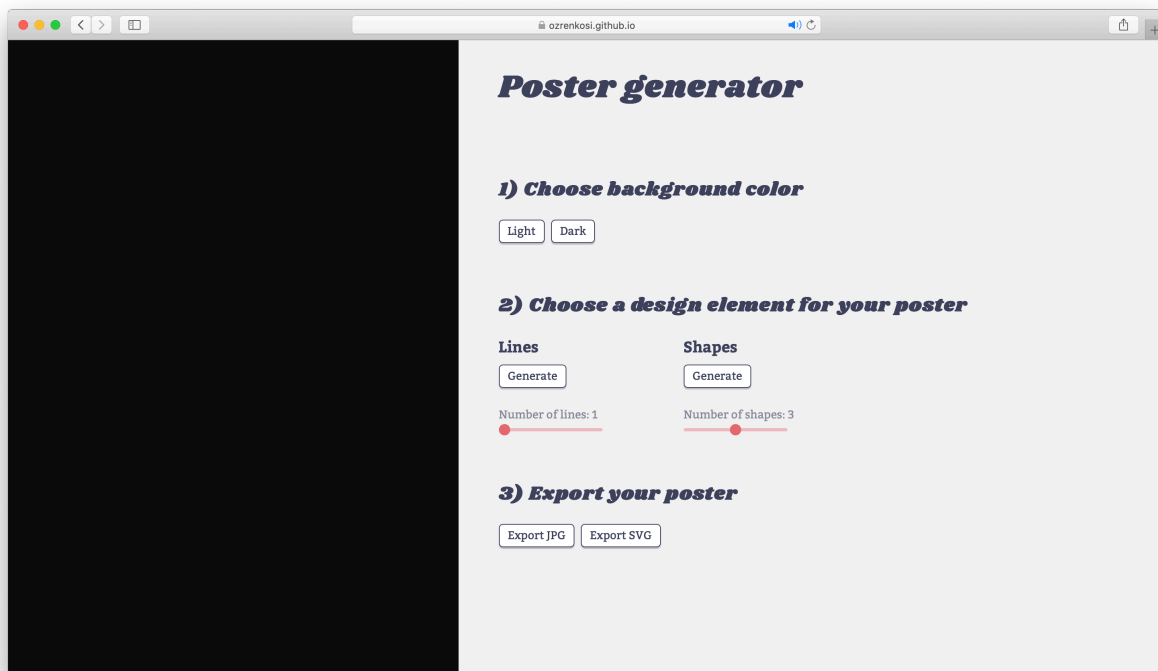 ozrenkosi.github.io
Poster generator
1) Choose background color
Light Dark
2) Choose a design element for your poster
Lines Shapes
Generate Generate
Number of lines: 1 Number of shapes: 3
3) Export your poster
Export JPG Export SVG